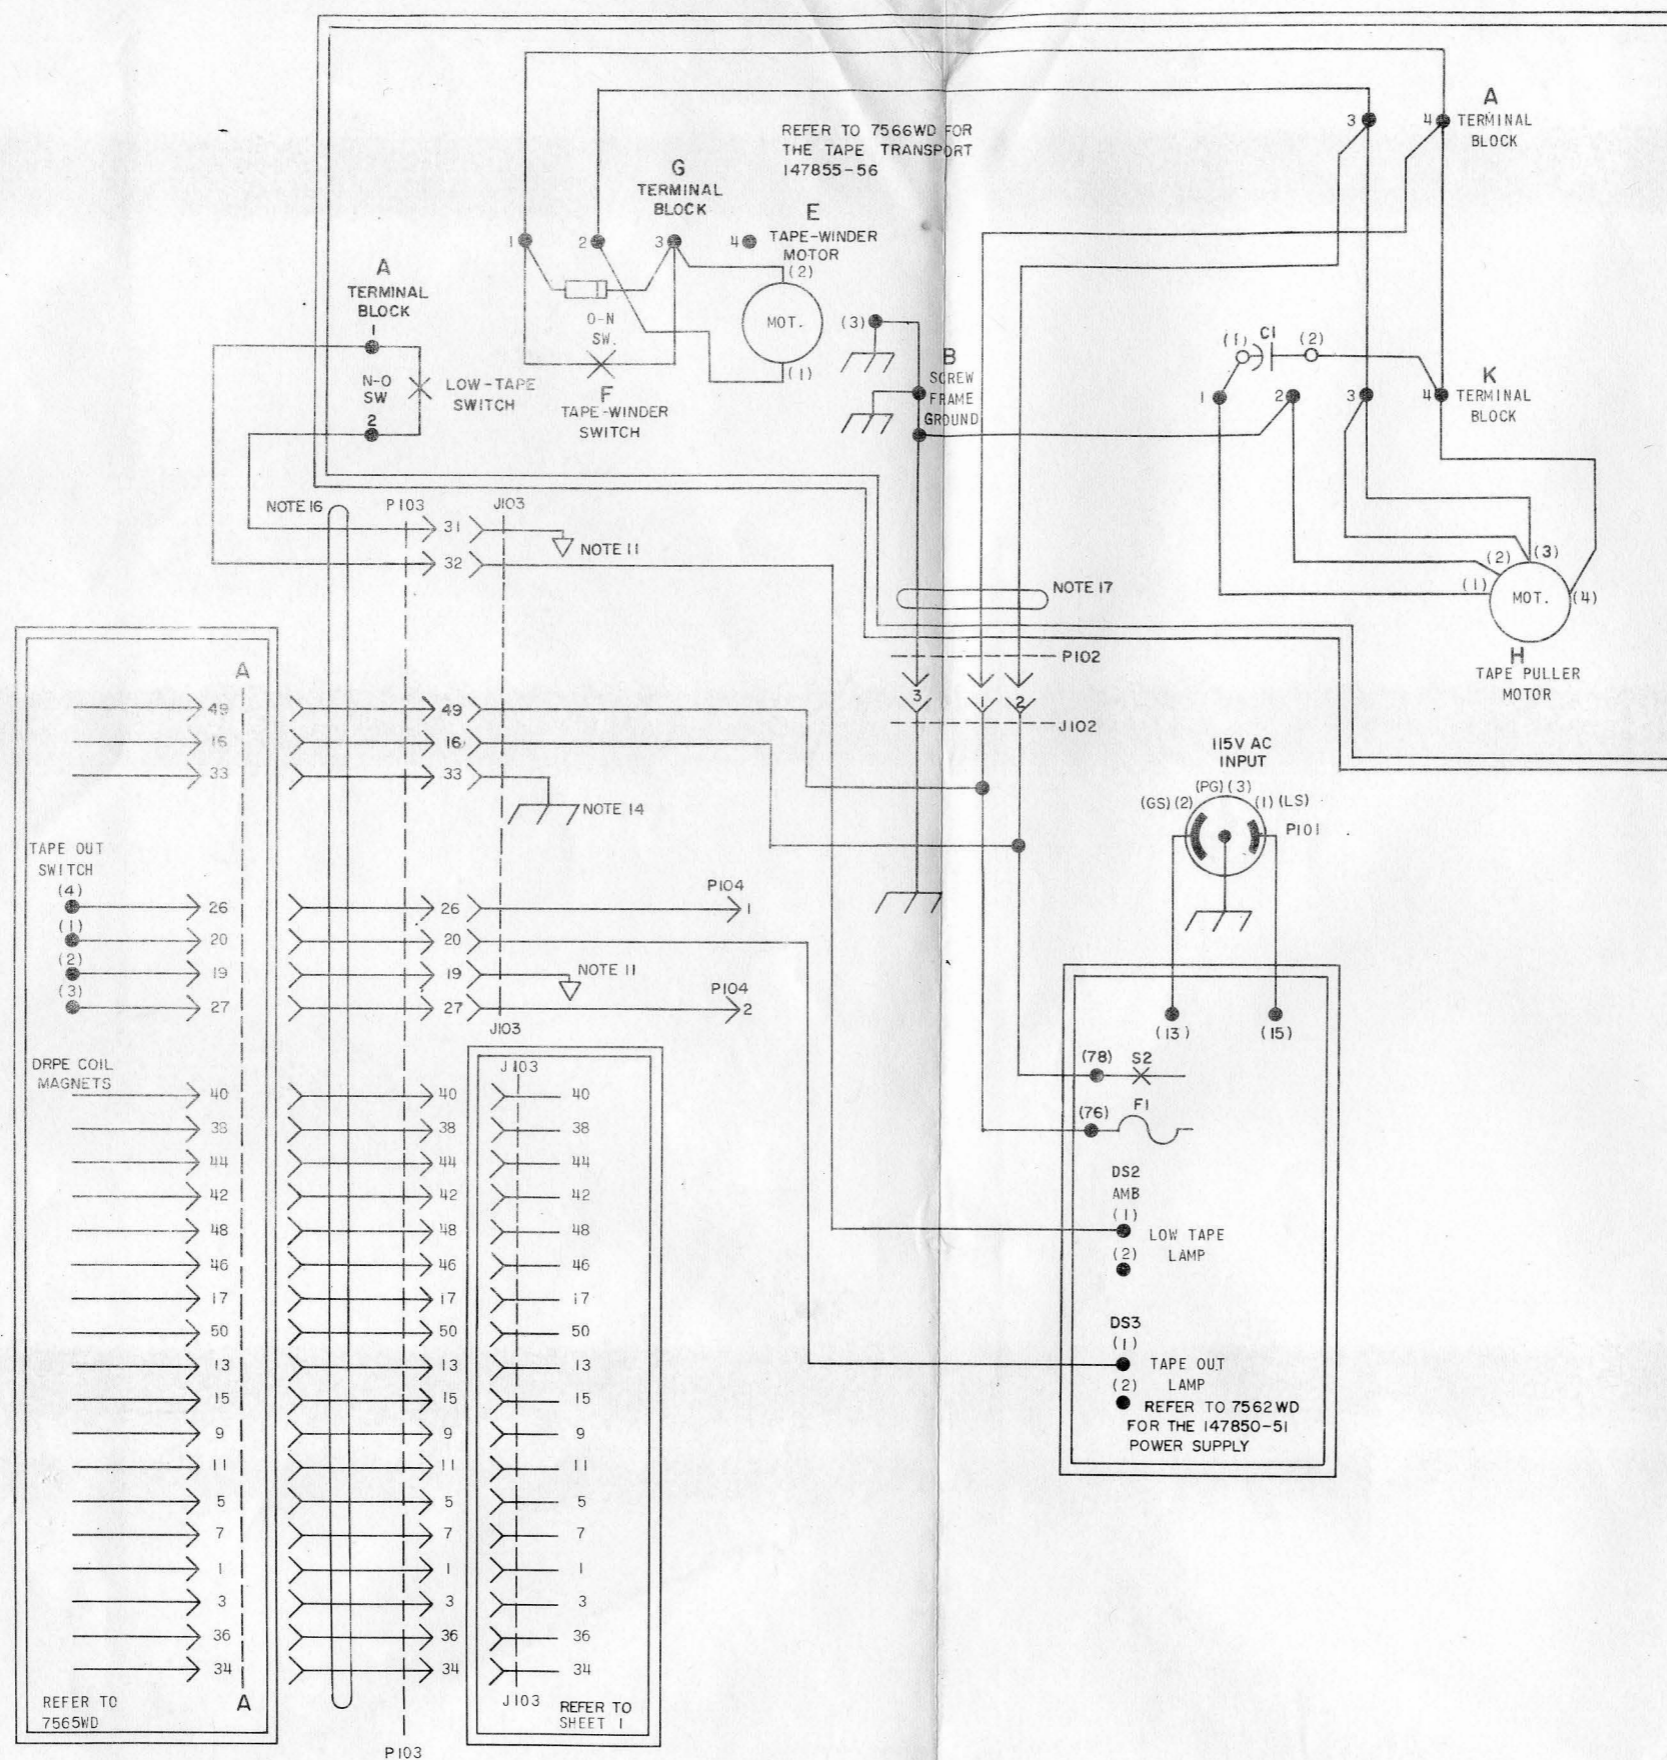 A
TERMINAL
BLOCK
3
4
REFER TO 7566WD FOR
THE TAPE TRANSPORT
147855-56
G
TERMINAL
BLOCK
1
2
3
4
E
TAPE-WINDER
MOTOR
(2)
MOT.
(1)
(3)
O-N
SW.
F
TAPE-WINDER
SWITCH
A
TERMINAL
BLOCK
1
N-O
SW
2
LOW-TAPE
SWITCH
B
SCREW
FRAME
GROUND
(1)
C1
(2)
1
2
3
4
K
TERMINAL
BLOCK
(1)
(2)
(3)
(4)
MOT.
H
TAPE PULLER
MOTOR
NOTE 16
P103
J103
31
NOTE 11
32
NOTE 17
P102
3
1
2
J102
A
49
49
16
16
33
33
NOTE 14
115V AC
INPUT
(PG) (3)
(GS) (2)
(1) (LS)
P101
TAPE OUT
SWITCH
(4)
26
26
P104
1
(1)
20
20
(2)
19
19
NOTE 11
(3)
27
27
P104
2
J103
(13)
(15)
(78)
S2
(76)
F1
DS2
AMB
(1)
LOW TAPE
(2)
LAMP
DS3
(1)
TAPE OUT
(2)
LAMP
REFER TO 7562WD
FOR THE 147850-51
POWER SUPPLY
DRPE COIL
MAGNETS
J103
40 40 40
38 38 38
44 44 44
42 42 42
48 48 48
46 46 46
17 17 17
50 50 50
13 13 13
15 15 15
9 9 9
11 11 11
5 5 5
7 7 7
1 1 1
3 3 3
36 36 36
34 34 34
REFER TO
7565WD
A
J103
REFER TO
SHEET 1
P103